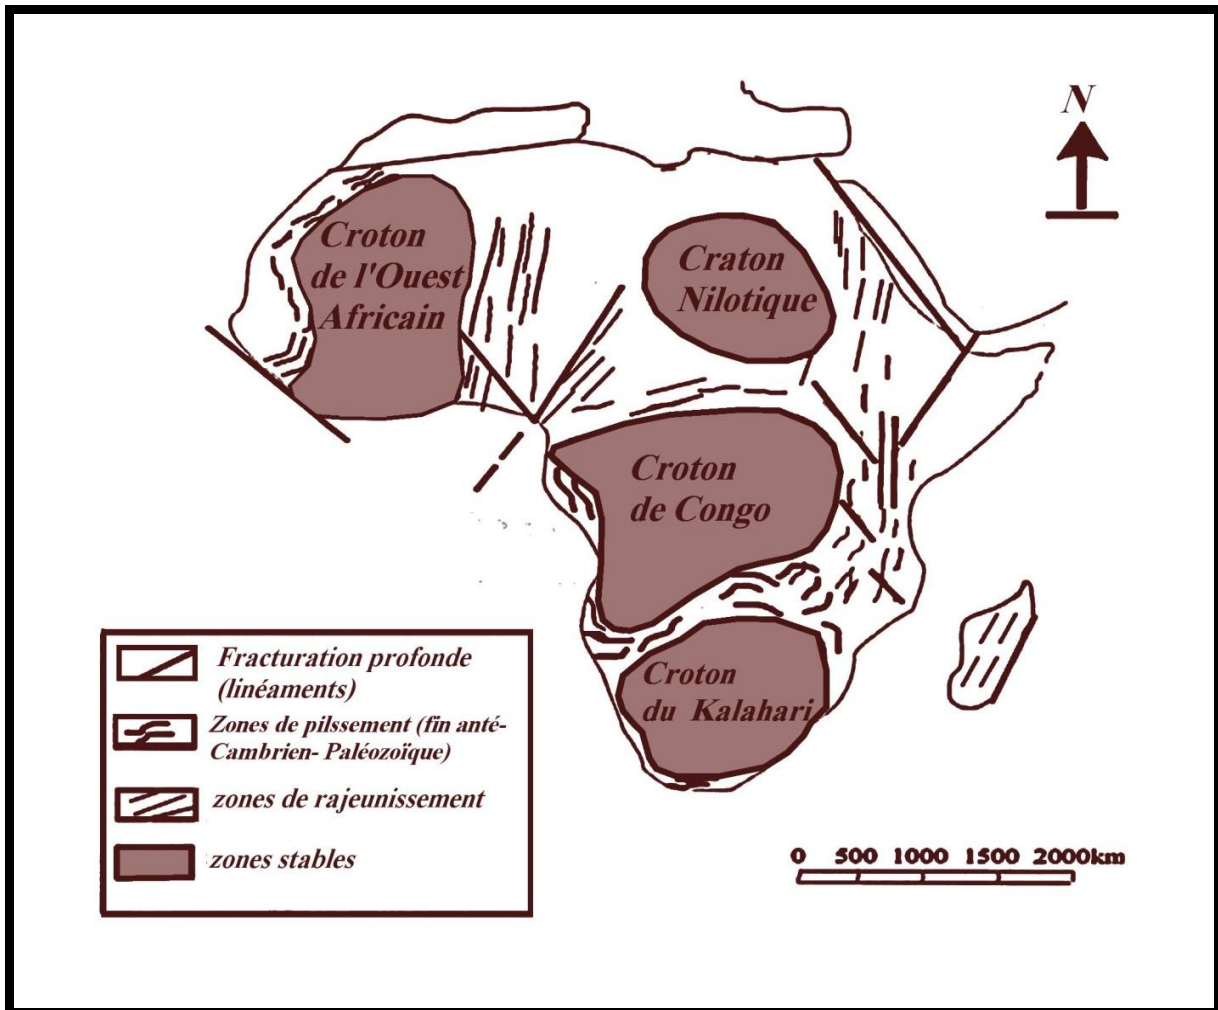 N
Croton
de l'Ouest
Africain
Craton
Nilotique
Croton
de Congo
Croton
du Kalahari
Fracturation profonde
(linéaments)
Zones de pilssement (fin anté-
Cambrien- Paléozoïque)
zones de rajeunissement
zones stables
0 500 1000 1500 2000km